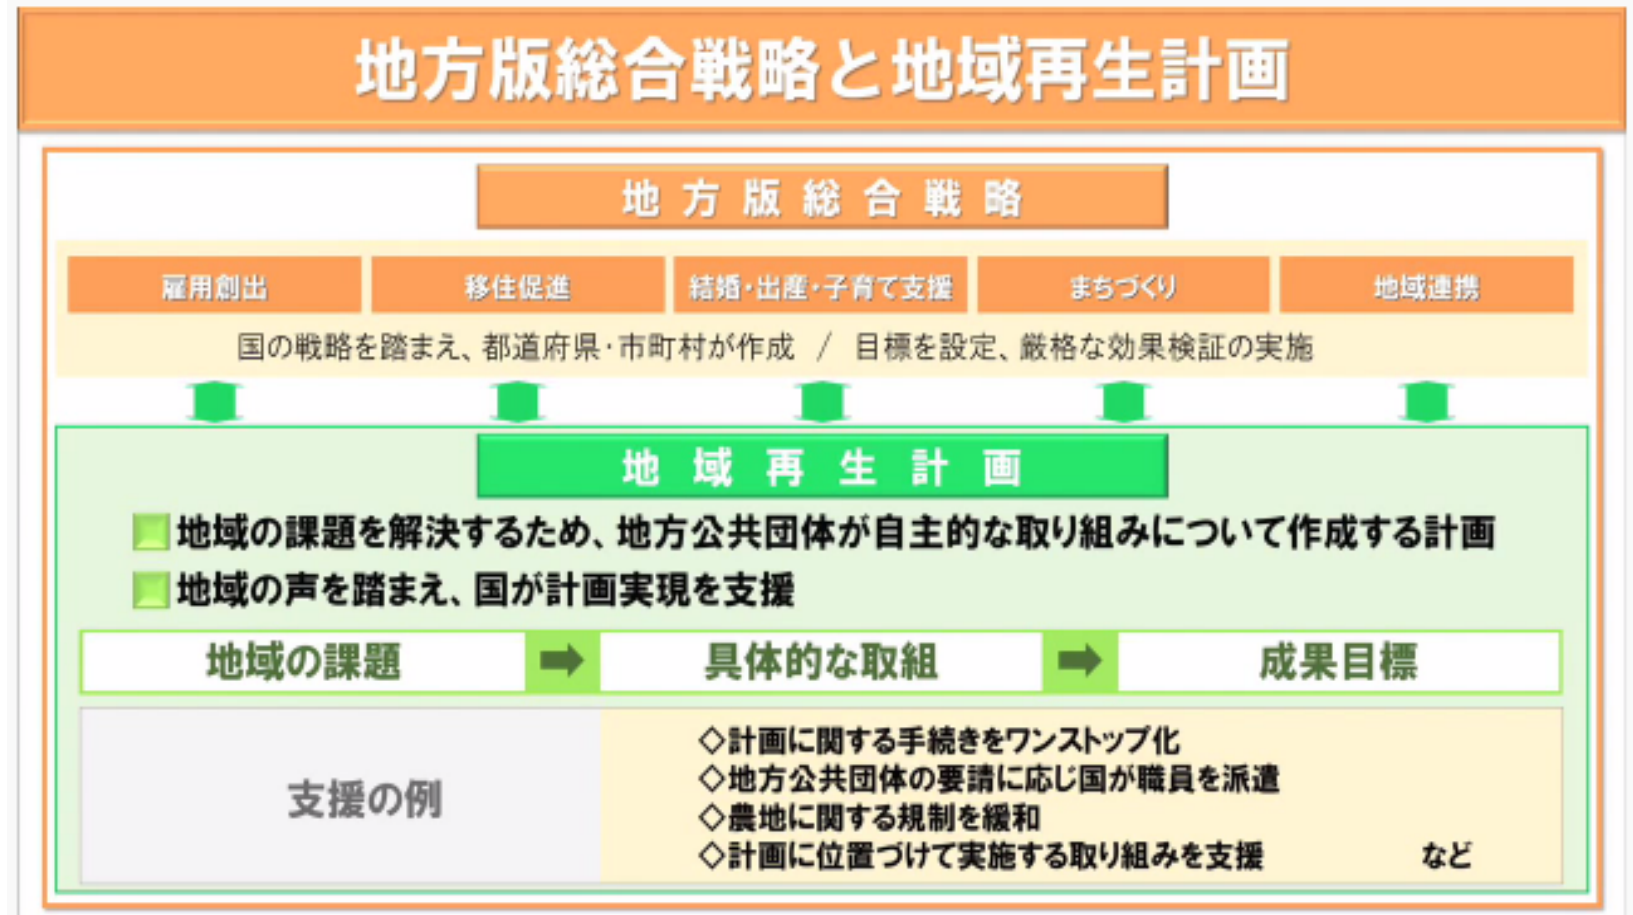 地方版総合戦略と地域再生計画
地方版総合戦略
雇用創出
移住促進
結婚・出産・子育て支援
まちづくり
地域連携
国の戦略を踏まえ、都道府県・市町村が作成 / 目標を設定、厳格な効果検証の実施
地域再生計画
地域の課題を解決するため、地方公共団体が自主的な取り組みについて作成する計画
地域の声を踏まえ、国が計画実現を支援
地域の課題 ➡ 具体的な取組 ➡ 成果目標
支援の例
◇計画に関する手続きをワンストップ化
◇地方公共団体の要請に応じ国が職員を派遣
◇農地に関する規制を緩和
◇計画に位置づけて実施する取り組みを支援 など